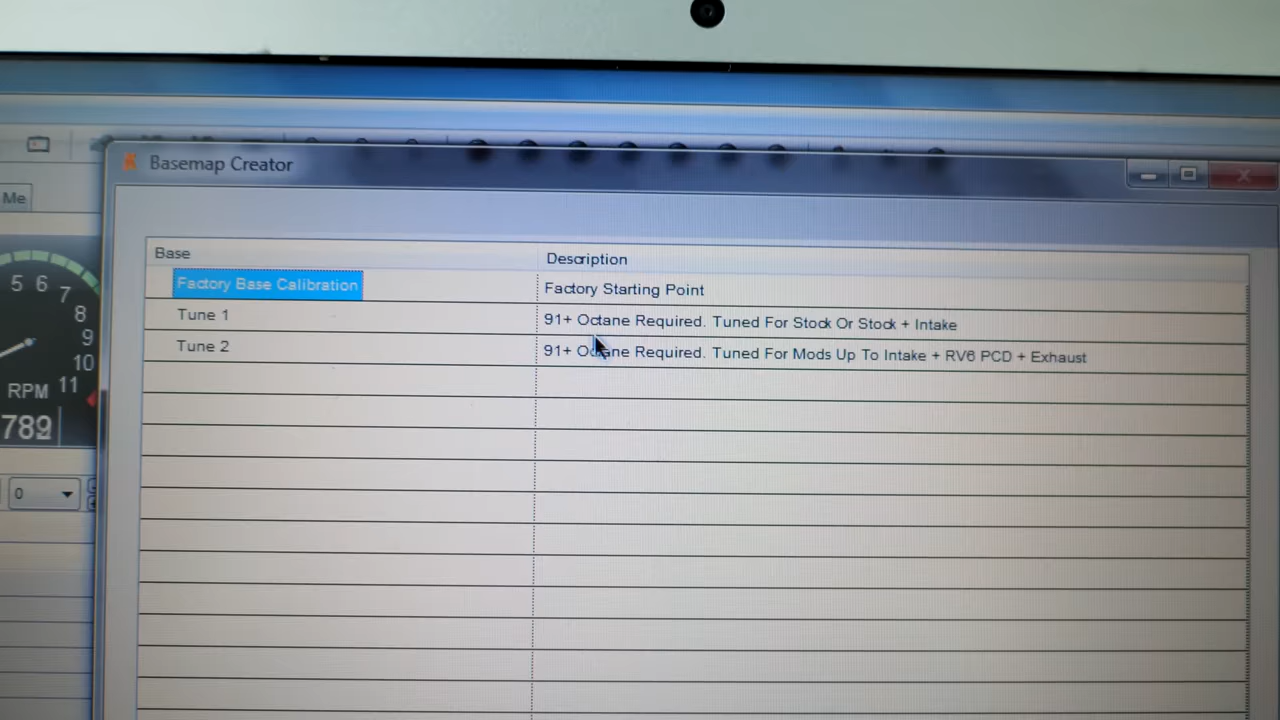 Basemap Creator
Me
Base Description
Factory Base Calibration Factory Starting Point
Tune 1 91+ Octane Required. Tuned For Stock Or Stock + Intake
Tune 2 91+ Octane Required. Tuned For Mods Up To Intake + RV6 PCD + Exhaust
5 6 7 8 9 10 11
RPM
789
0